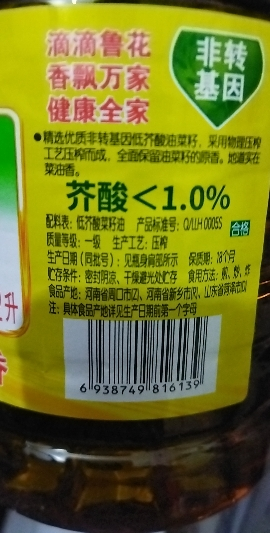 滴滴鲁花
香飘万家
健康全家
非转
基因
●精选优质非转基因低芥酸油菜籽，采用物理压榨
工艺压榨而成，全面保留油菜籽的原香。地道实在
菜油香。
芥酸＜1.0%
配料表：低芥酸菜籽油 产品标准号：Q/LLH 0008S 合格
质量等级：一级 生产工艺：压榨
生产日期（同批号）：见瓶身肩部所示 保质期：18个月
贮存条件：密封阴凉、干燥避光处贮存 食用方法：煎、炒、炸
食品产地：河南省周口市(Z)、河南省新乡市(X)、山东省菏泽市(Q)
注：具体食品产地详见生产日期前第一个字母
升
香
6 938749 816139